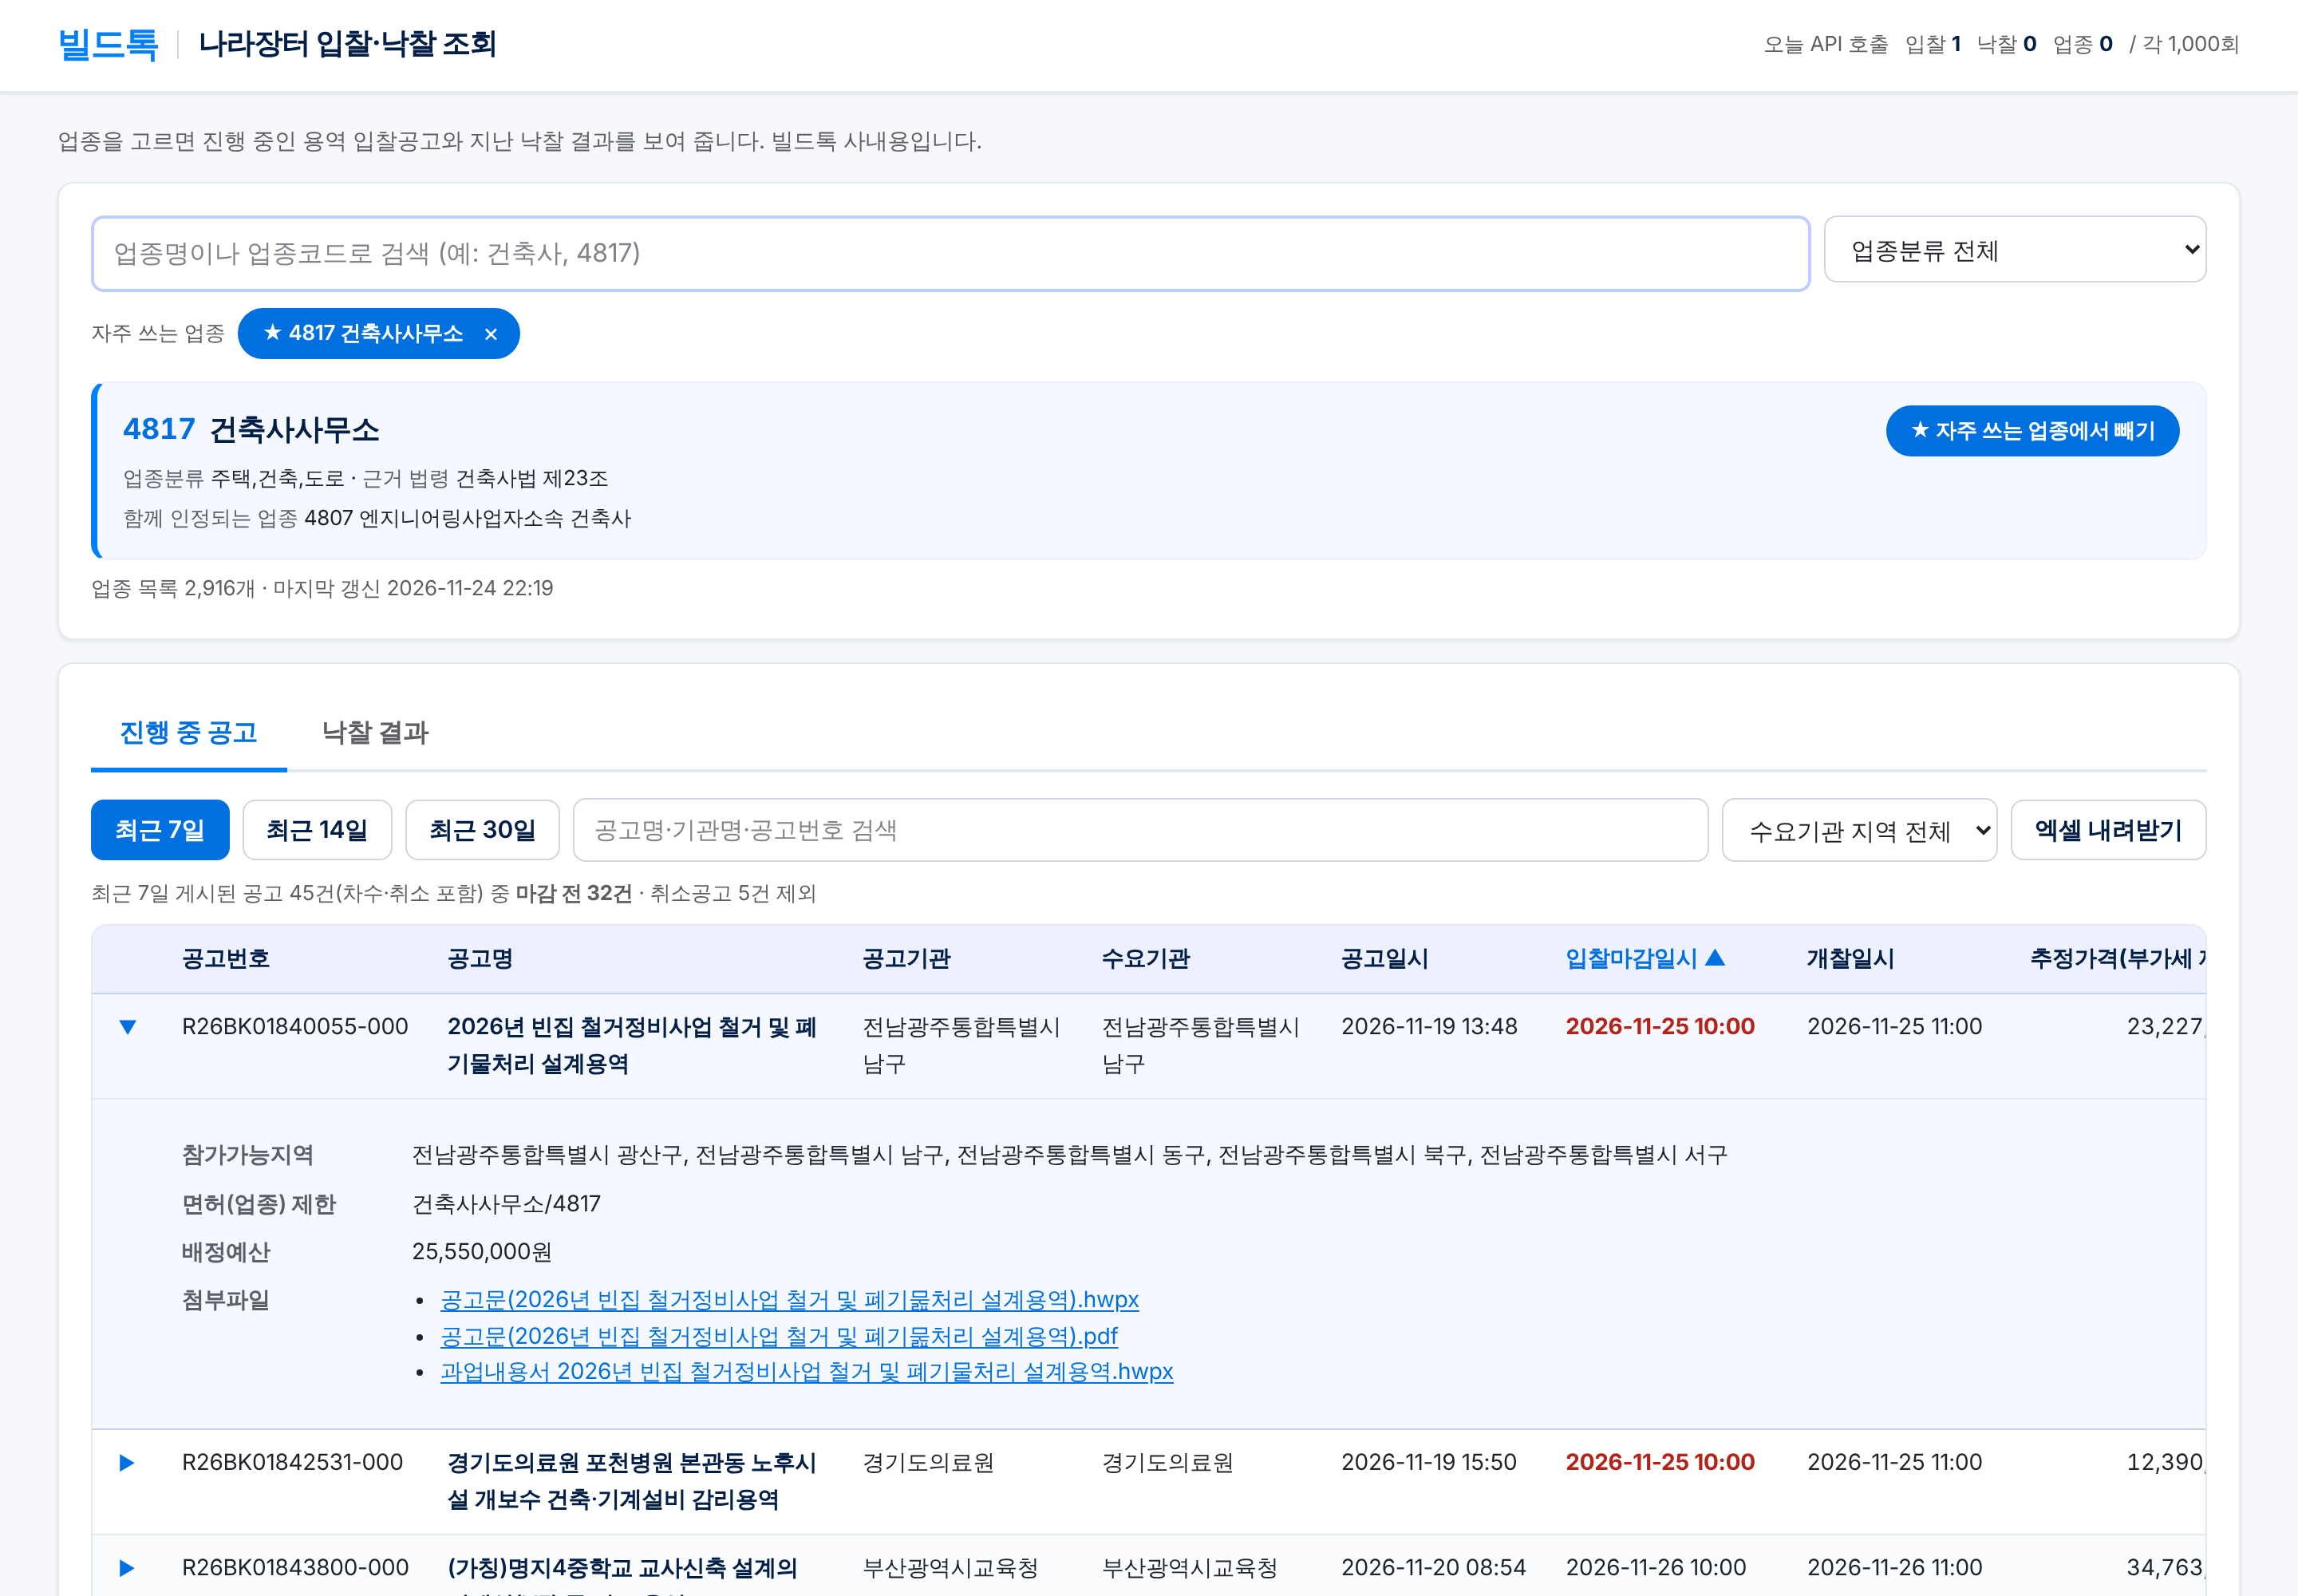 빌드톡 나라장터 입찰·낙찰 조회
오늘 API 호출 입찰 1 낙찰 0 업종 0 / 각 1,000회
업종을 고르면 진행 중인 용역 입찰공고와 지난 낙찰 결과를 보여 줍니다. 빌드톡 사내용입니다.
업종명이나 업종코드로 검색 (예: 건축사, 4817)
업종분류 전체
자주 쓰는 업종 ★ 4817 건축사사무소 ×
4817 건축사사무소
★ 자주 쓰는 업종에서 빼기
업종분류 주택,건축,도로 · 근거 법령 건축사법 제23조
함께 인정되는 업종 4807 엔지니어링사업자소속 건축사
업종 목록 2,916개 · 마지막 갱신 2026-11-24 22:19
진행 중 공고 낙찰 결과
최근 7일 최근 14일 최근 30일 공고명·기관명·공고번호 검색 수요기관 지역 전체 엑셀 내려받기
최근 7일 게시된 공고 45건(차수·취소 포함) 중 마감 전 32건 · 취소공고 5건 제외
공고번호 공고명 공고기관 수요기관 공고일시 입찰마감일시 ▲ 개찰일시 추정가격(부가세
▼ R26BK01840055-000 2026년 빈집 철거정비사업 철거 및 폐 전남광주통합특별시 전남광주통합특별시 2026-11-19 13:48 2026-11-25 10:00 2026-11-25 11:00 23,227,
기물처리 설계용역 남구 남구
참가가능지역 전남광주통합특별시 광산구, 전남광주통합특별시 남구, 전남광주통합특별시 동구, 전남광주통합특별시 북구, 전남광주통합특별시 서구
면허(업종) 제한 건축사사무소/4817
배정예산 25,550,000원
첨부파일 • 공고문(2026년 빈집 철거정비사업 철거 및 폐기물처리 설계용역).hwpx
• 공고문(2026년 빈집 철거정비사업 철거 및 폐기물처리 설계용역).pdf
• 과업내용서 2026년 빈집 철거정비사업 철거 및 폐기물처리 설계용역.hwpx
▶ R26BK01842531-000 경기도의료원 포천병원 본관동 노후시 경기도의료원 경기도의료원 2026-11-19 15:50 2026-11-25 10:00 2026-11-25 11:00 12,390,
설 개보수 건축·기계설비 감리용역
▶ R26BK01843800-000 (가칭)명지4중학교 교사신축 설계의 부산광역시교육청 부산광역시교육청 2026-11-20 08:54 2026-11-26 10:00 2026-11-26 11:00 34,763,